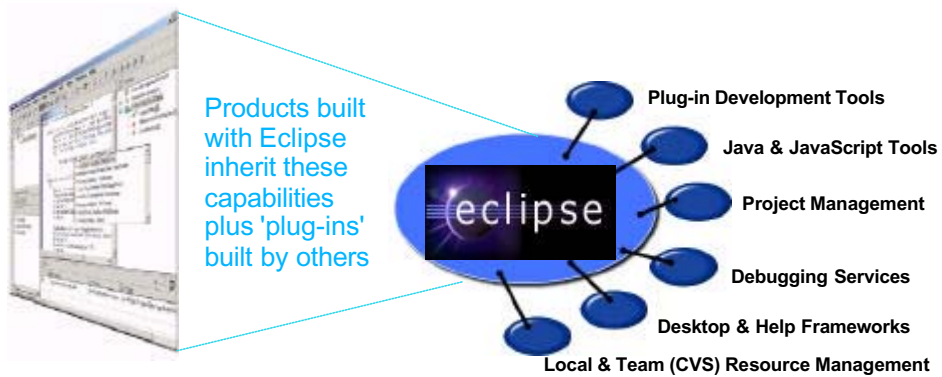 Products built
with Eclipse
inherit these
capabilities
plus 'plug-ins'
built by others
eclipse
Plug-in Development Tools
Java & JavaScript Tools
Project Management
Debugging Services
Desktop & Help Frameworks
Local & Team (CVS) Resource Management